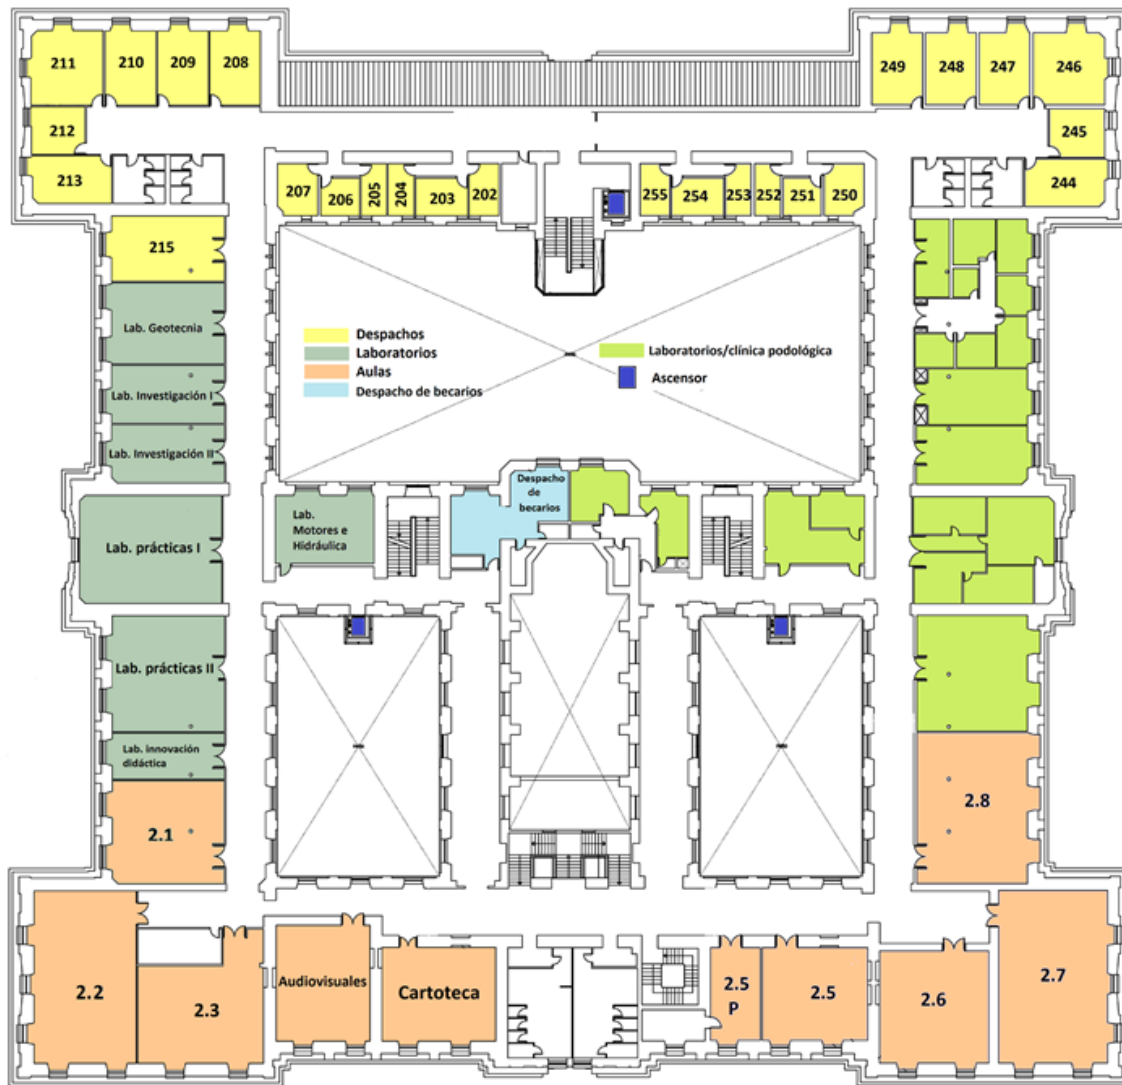 211
210
209
208
249
248
247
246
212
245
213
244
207
206
205
204
203
202
255
254
253
252
251
250
215
Lab. Geotecnia
Lab. Investigación I
Lab. Investigación II
Despachos
Laboratorios
Aulas
Despacho de becarios
Laboratorios/clínica podológica
Ascensor
Despacho
de
becarios
Lab.
Motores e
Hidráulica
Lab. prácticas I
Lab. prácticas II
Lab. innovación
didáctica
2.1
2.8
2.2
2.3
Audiovisuales
Cartoteca
2.5
P
2.5
2.6
2.7